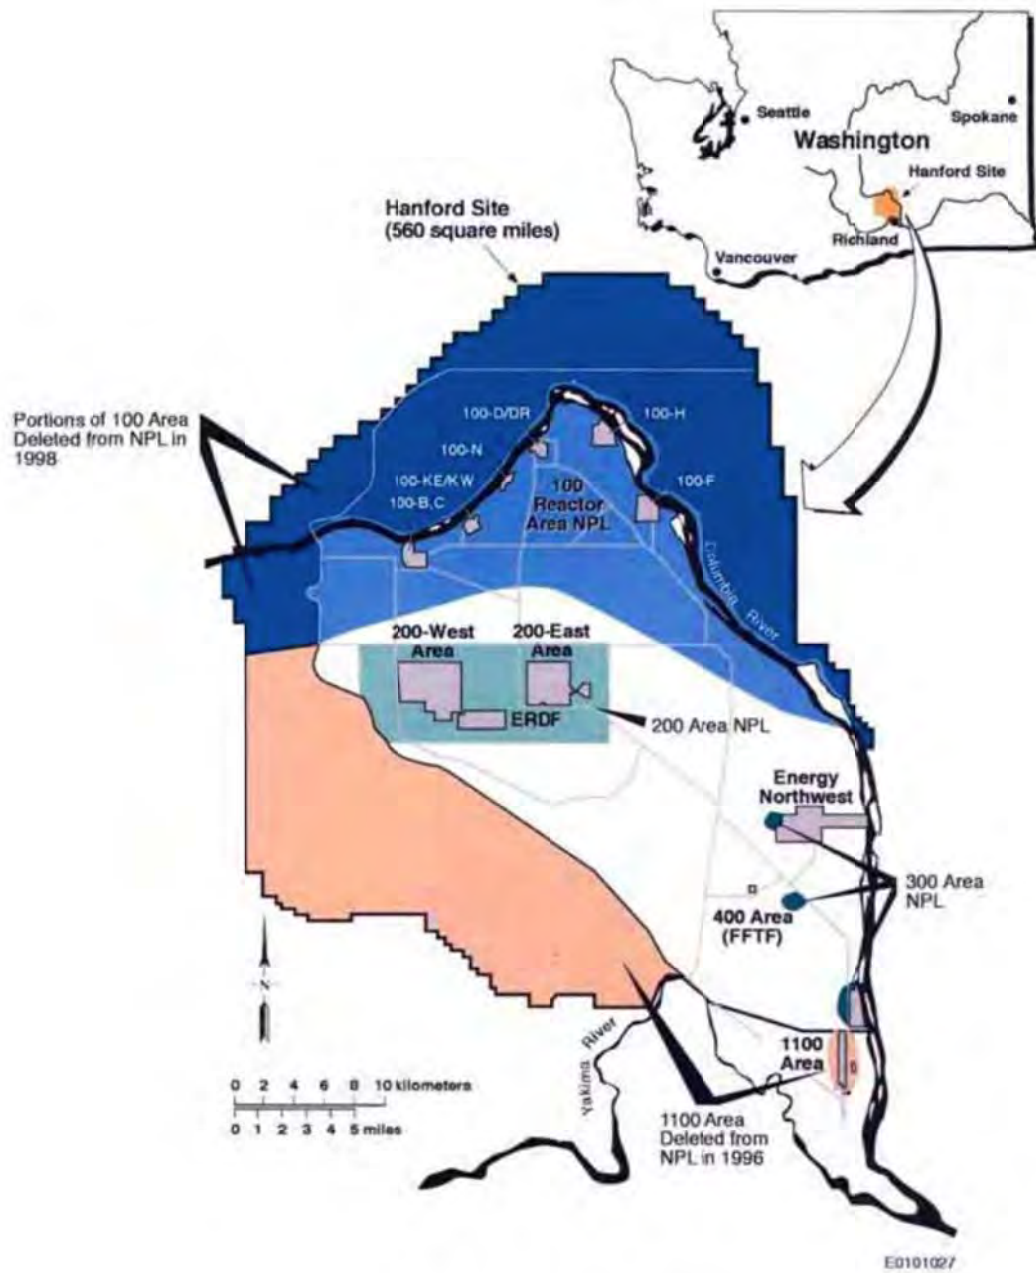 Seattle
Spokane
Washington
Hanford Site
Richland
Vancouver
Hanford Site
(560 square miles)
Portions of 100 Area
Deleted from NPL in
1998
100-D/DR
100-H
100-N
100-KE/KW
100-B,C
100-F
100
Reactor
Area NPL
Columbia River
200-West
Area
200-East
Area
ERDF
200 Area NPL
Energy
Northwest
300 Area
NPL
400 Area
(FFTF)
N
1100
Area
Yakima River
0 2 4 6 8 10 kilometers
0 1 2 3 4 5 miles
1100 Area
Deleted from
NPL in 1996
E0101027